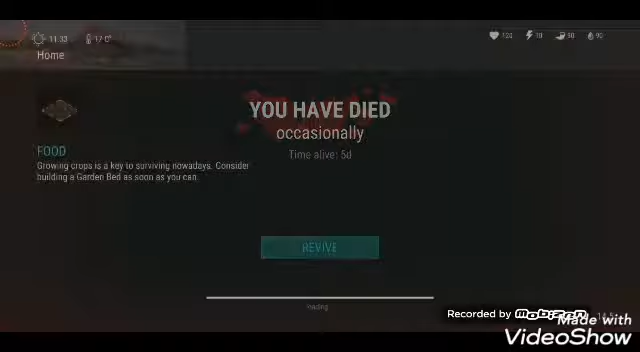 11:33 17.0°
120 70 90 90
Home
YOU HAVE DIED
occasionally
Time alive: 5d
FOOD
Growing crops is a key to surviving nowadays. Consider
building a Garden Bed as soon as you can.
REVIVE
loading
Recorded by
Made with
VideoShow